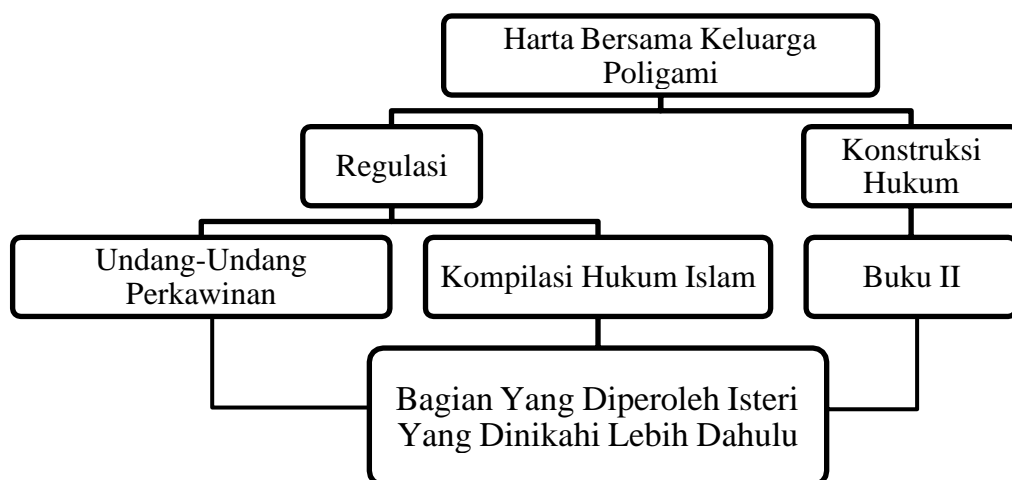 Harta Bersama Keluarga
Poligami
Regulasi
Konstruksi
Hukum
Undang-Undang
Perkawinan
Kompilasi Hukum Islam
Buku II
Bagian Yang Diperoleh Isteri
Yang Dinikahi Lebih Dahulu